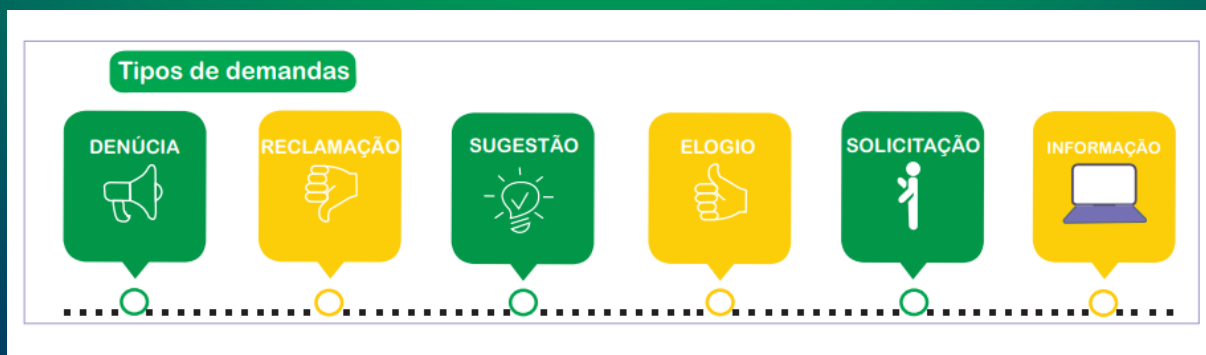 Tipos de demandas
DENÚCIA
RECLAMAÇÃO
SUGESTÃO
ELOGIO
SOLICITAÇÃO
INFORMAÇÃO